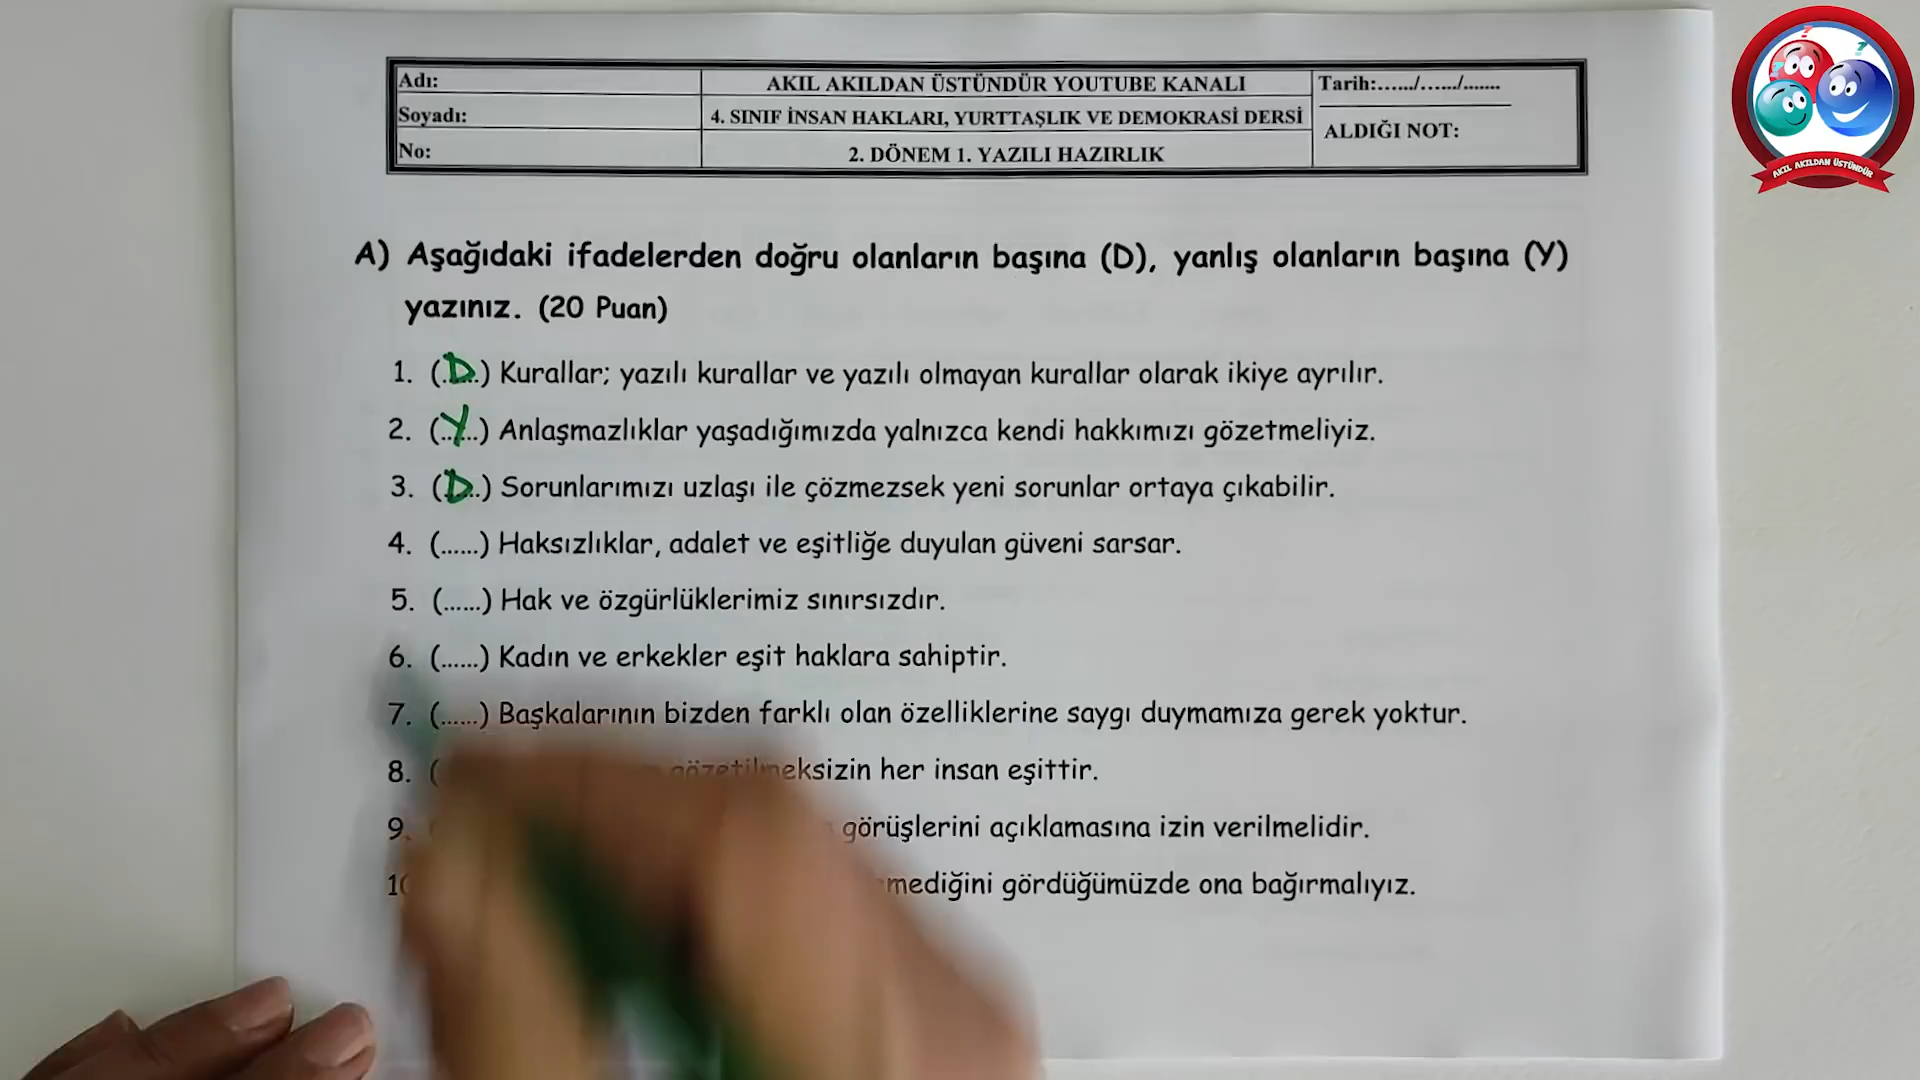 Adı:
Soyadı:
No:
AKIL AKILDAN ÜSTÜNDÜR YOUTUBE KANALI
4. SINIF İNSAN HAKLARI, YURTTAŞLIK VE DEMOKRASİ DERSİ
2. DÖNEM 1. YAZILI HAZIRLIK
Tarih:....../....../.......
ALDIĞI NOT:
AKIL AKILDAN ÜSTÜNDÜR
A) Aşağıdaki ifadelerden doğru olanların başına (D), yanlış olanların başına (Y)
yazınız. (20 Puan)
1. (D) Kurallar; yazılı kurallar ve yazılı olmayan kurallar olarak ikiye ayrılır.
2. (Y) Anlaşmazlıklar yaşadığımızda yalnızca kendi hakkımızı gözetmeliyiz.
3. (D) Sorunlarımızı uzlaşı ile çözmezsek yeni sorunlar ortaya çıkabilir.
4. (......) Haksızlıklar, adalet ve eşitliğe duyulan güveni sarsar.
5. (......) Hak ve özgürlüklerimiz sınırsızdır.
6. (......) Kadın ve erkekler eşit haklara sahiptir.
7. (......) Başkalarının bizden farklı olan özelliklerine saygı duymamıza gerek yoktur.
8. ( gözetilmeksizin her insan eşittir.
9. görüşlerini açıklamasına izin verilmelidir.
10 mediğini gördüğümüzde ona bağırmalıyız.